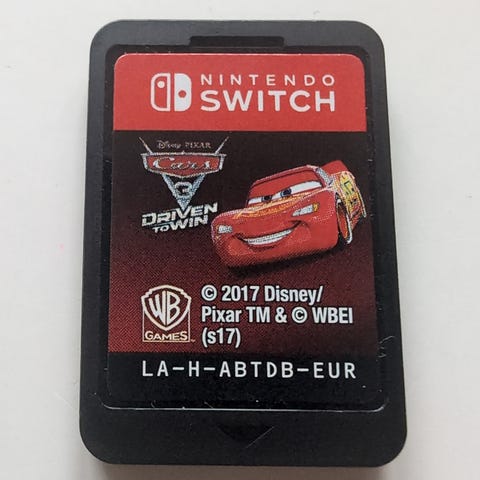 NINTENDO
SWITCH
Disney PIXAR
Cars
3
DRIVEN
TO WIN
WB
GAMES
© 2017 Disney/
Pixar TM & © WBEI
(s17)
LA-H-ABTDB-EUR